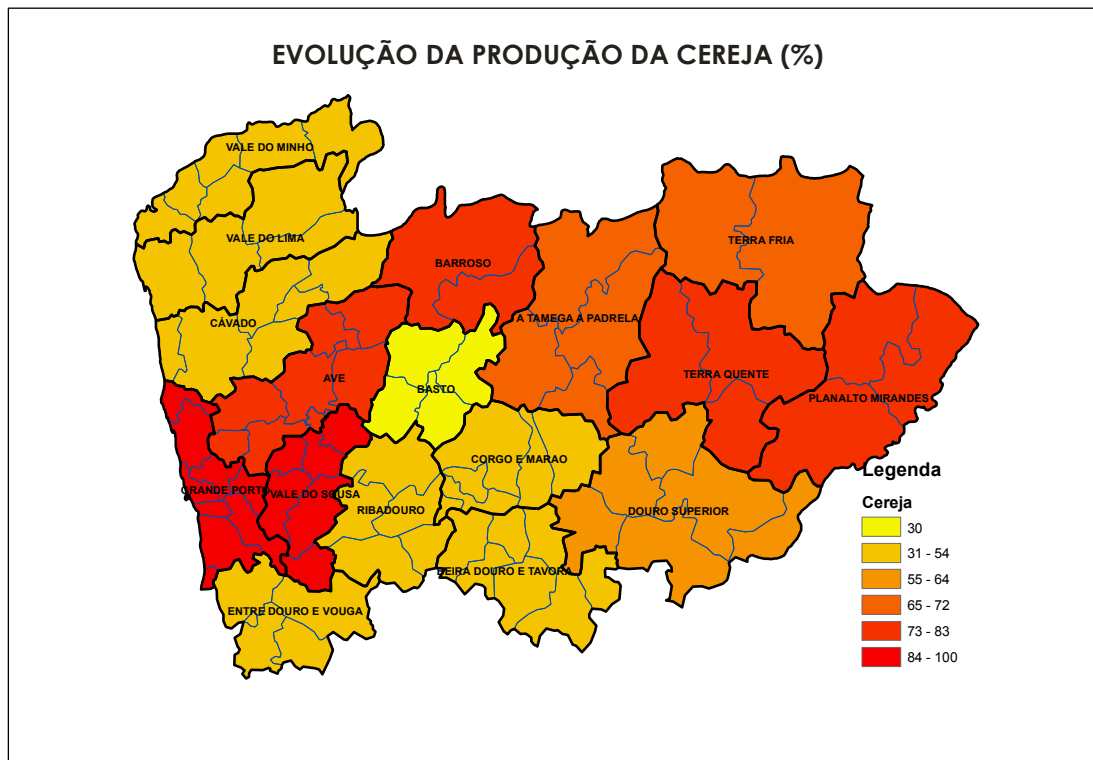 EVOLUÇÃO DA PRODUÇÃO DA CEREJA (%)
VALE DO MINHO
VALE DO LIMA
TERRA FRIA
BARROSO
CÁVADO
A TAMEGA A PADRELA
AVE
BASTO
TERRA QUENTE
PLANALTO MIRANDES
CORGO E MARAO
GRANDE PORTO
VALE DO SOUSA
RIBADOURO
DOURO SUPERIOR
BEIRA DOURO E TAVORA
ENTRE DOURO E VOUGA
Legenda
Cereja
30
31 - 54
55 - 64
65 - 72
73 - 83
84 - 100